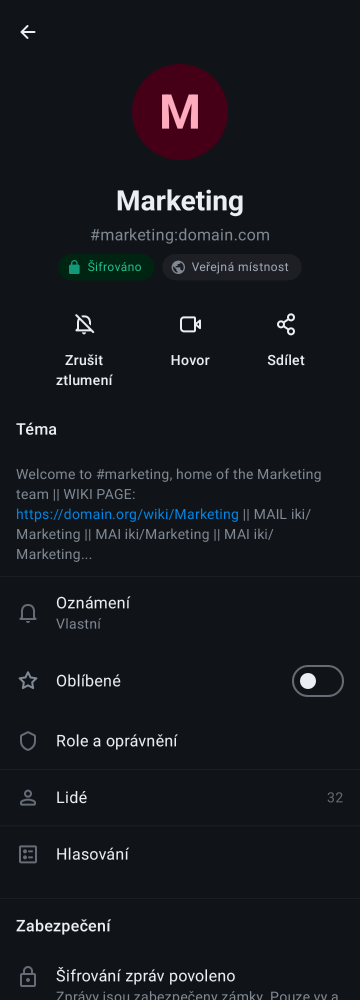 M
Marketing
#marketing:domain.com
Šifrováno
Veřejná místnost
Zrušit
ztlumení
Hovor
Sdílet
Téma
Welcome to #marketing, home of the Marketing
team || WIKI PAGE:
https://domain.org/wiki/Marketing || MAIL iki/
Marketing || MAI iki/Marketing || MAI iki/
Marketing...
Oznámení
Vlastní
Oblíbené
Role a oprávnění
Lidé
32
Hlasování
Zabezpečení
Šifrování zpráv povoleno
Zprávy jsou zabezpečeny zámky. Pouze vy a